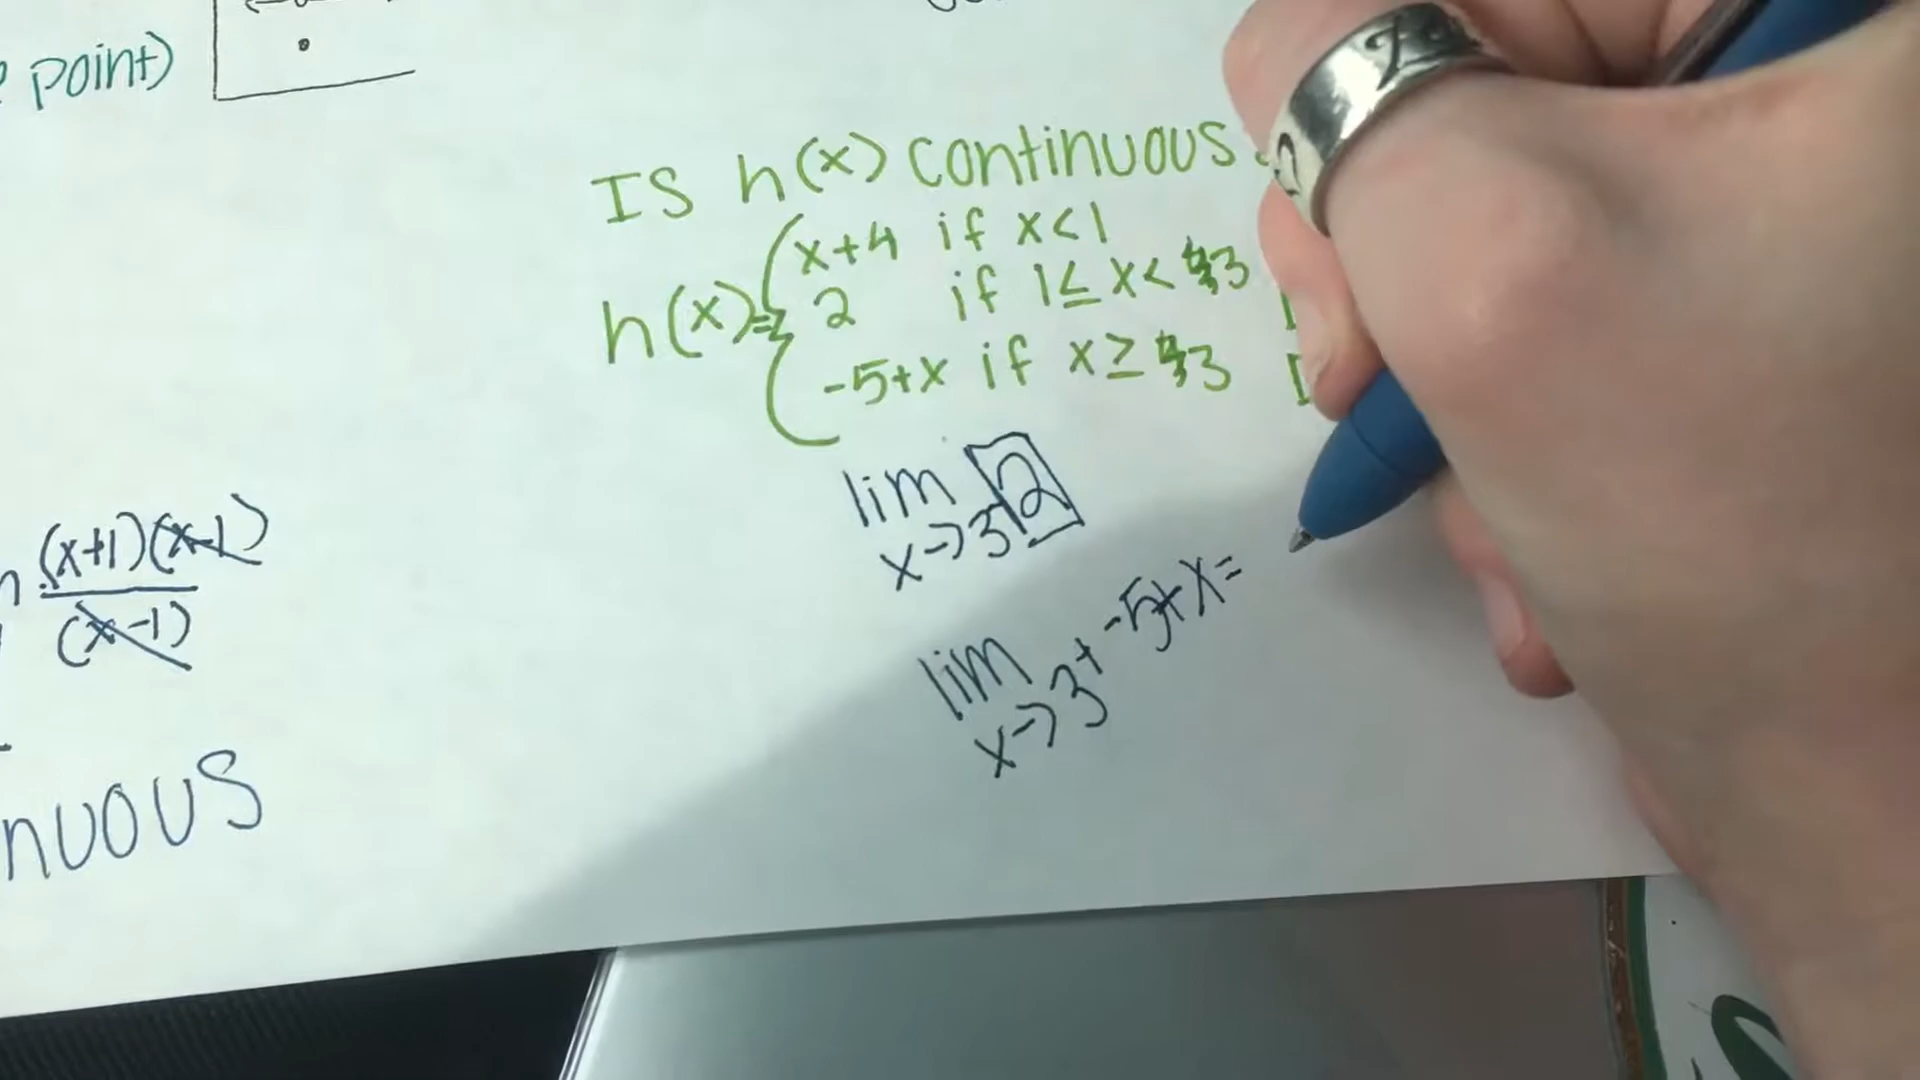 point)
IS h(x) continuous
h(x)= { x+4 if x<1
2 if 1≤ x< 3
-5+x if x≥ 3
lim 2
x→3
lim -5+x=
x→3⁺
(x+1)(x-1)
(x-1)
nuous